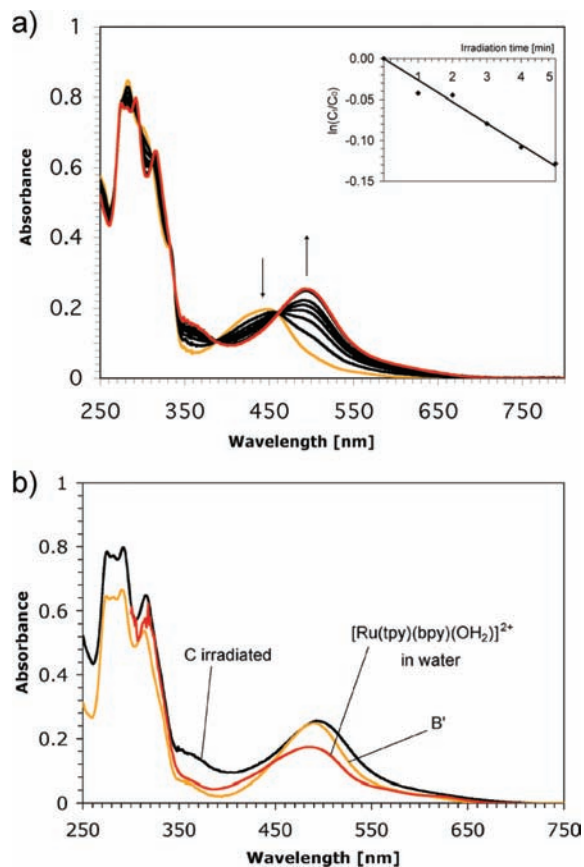 a)
1
0.8
0.6
0.4
0.2
0
Absorbance
250 350 450 550 650 750
Wavelength [nm]
Irradiation time [min]
0.00
-0.05
-0.10
-0.15
1 2 3 4 5
ln(Ct/C0)
b)
1
0.8
0.6
0.4
0.2
0
Absorbance
C irradiated
[Ru(tpy)(bpy)(OH₂)]²⁺
in water
B'
250 350 450 550 650 750
Wavelength [nm]